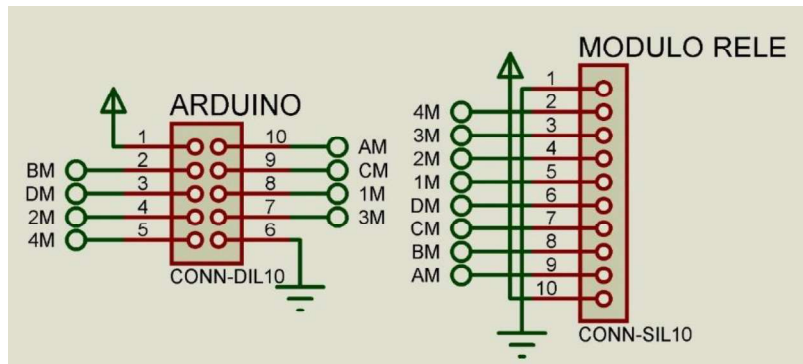 ARDUINO
1 10 AM
BM 2 9 CM
DM 3 8 1M
2M 4 7 3M
4M 5 6
CONN-DIL10
MODULO RELE
1
4M 2
3M 3
2M 4
1M 5
DM 6
CM 7
BM 8
AM 9
10
CONN-SIL10